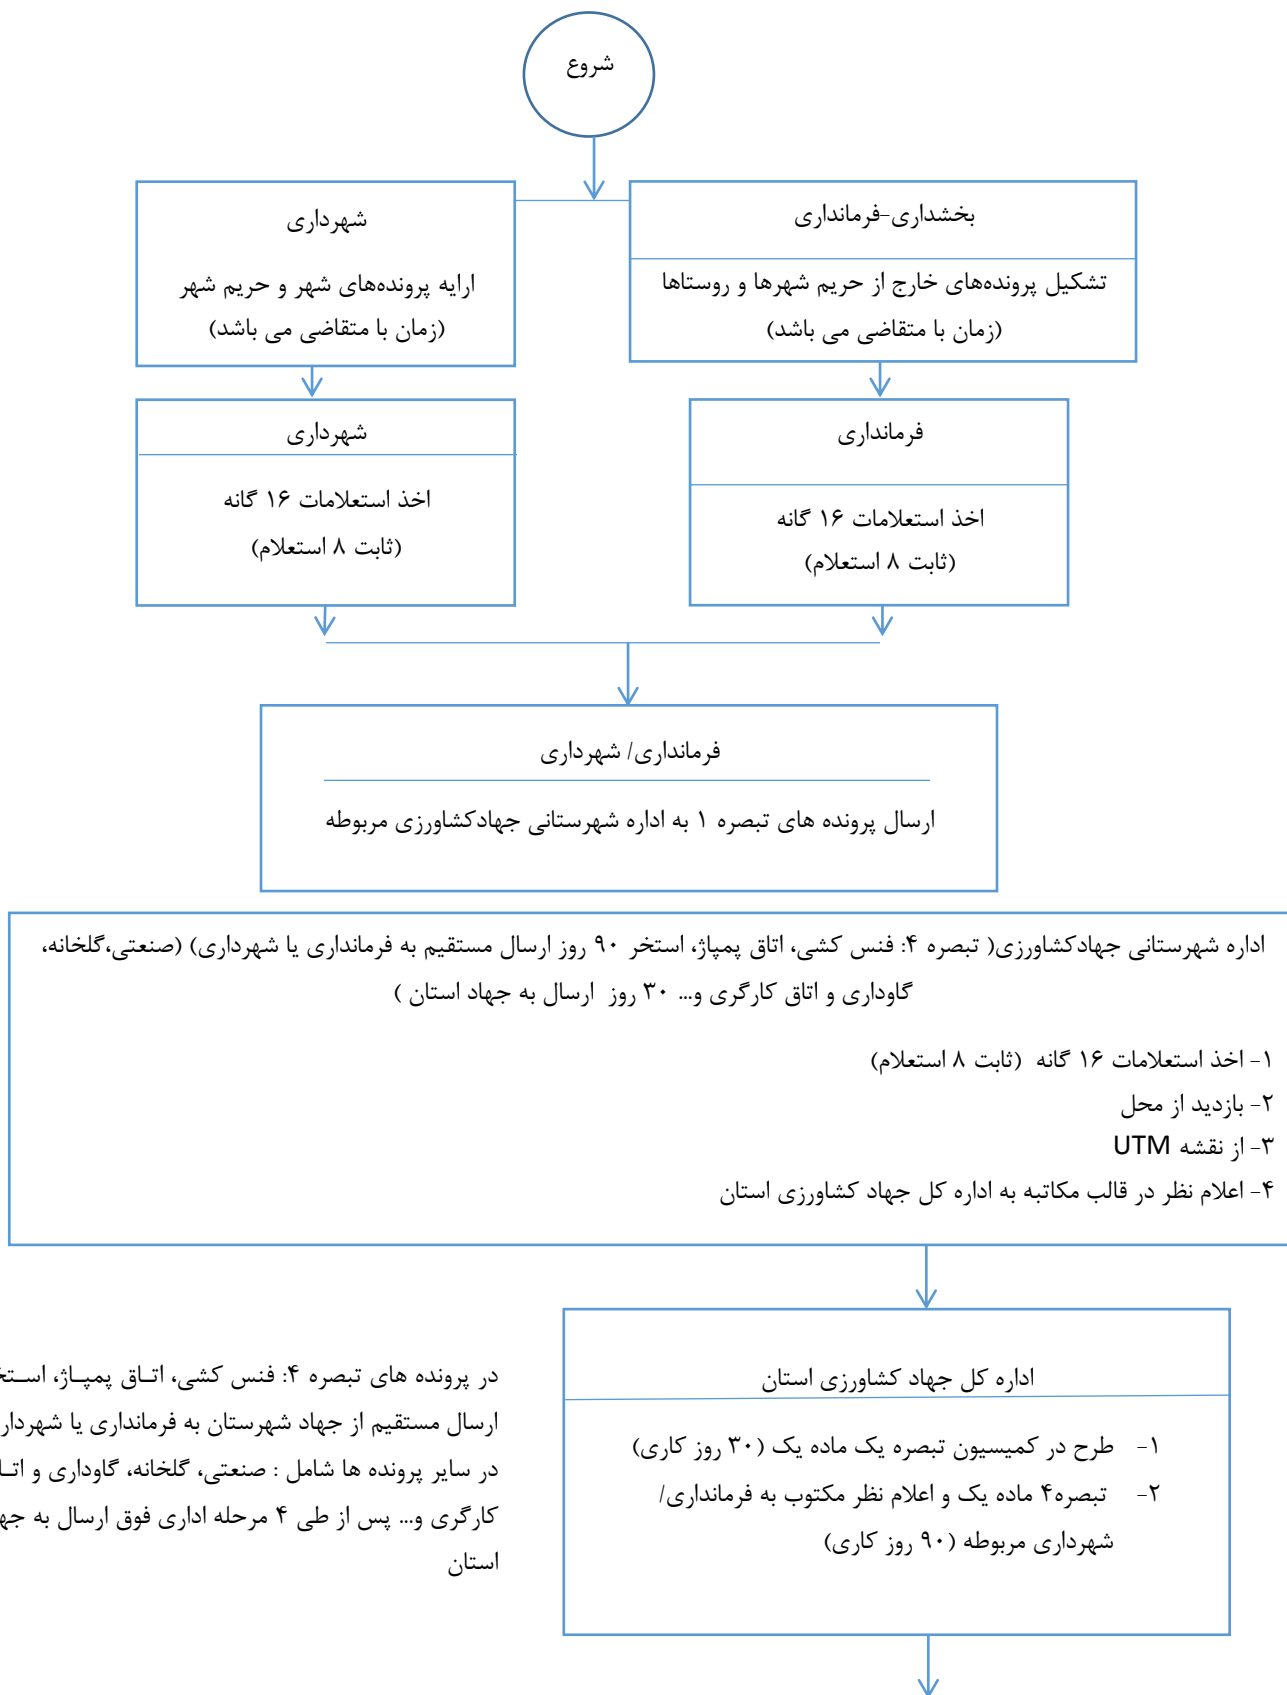 شروع
بخشداری-فرمانداری
تشکیل پرونده‌های خارج از حریم شهرها و روستاها
(زمان با متقاضی می باشد)
شهرداری
ارایه پرونده‌های شهر و حریم شهر
(زمان با متقاضی می باشد)
فرمانداری
اخذ استعلامات ۱۶ گانه
(ثابت ۸ استعلام)
شهرداری
اخذ استعلامات ۱۶ گانه
(ثابت ۸ استعلام)
فرمانداری/ شهرداری
ارسال پرونده های تبصره ۱ به اداره شهرستانی جهادکشاورزی مربوطه
اداره شهرستانی جهادکشاورزی( تبصره ۴: فنس کشی، اتاق پمپاژ، استخر ۹۰ روز ارسال مستقیم به فرمانداری یا شهرداری) (صنعتی،گلخانه،
گاوداری و اتاق کارگری و... ۳۰ روز ارسال به جهاد استان )
۱- اخذ استعلامات ۱۶ گانه (ثابت ۸ استعلام)
۲- بازدید از محل
۳- از نقشه UTM
۴- اعلام نظر در قالب مکاتبه به اداره کل جهاد کشاورزی استان
اداره کل جهاد کشاورزی استان
۱- طرح در کمیسیون تبصره یک ماده یک (۳۰ روز کاری)
۲- تبصره۴ ماده یک و اعلام نظر مکتوب به فرمانداری/
شهرداری مربوطه (۹۰ روز کاری)
در پرونده های تبصره ۴: فنس کشی، اتـاق پمپـاژ،
ارسال مستقیم از جهاد شهرستان به فرمانداری یا
در سایر پرونده ها شامل : صنعتی، گلخانه، گاوداری و
کارگری و... پس از طی ۴ مرحله اداری فوق ارسال به
استان